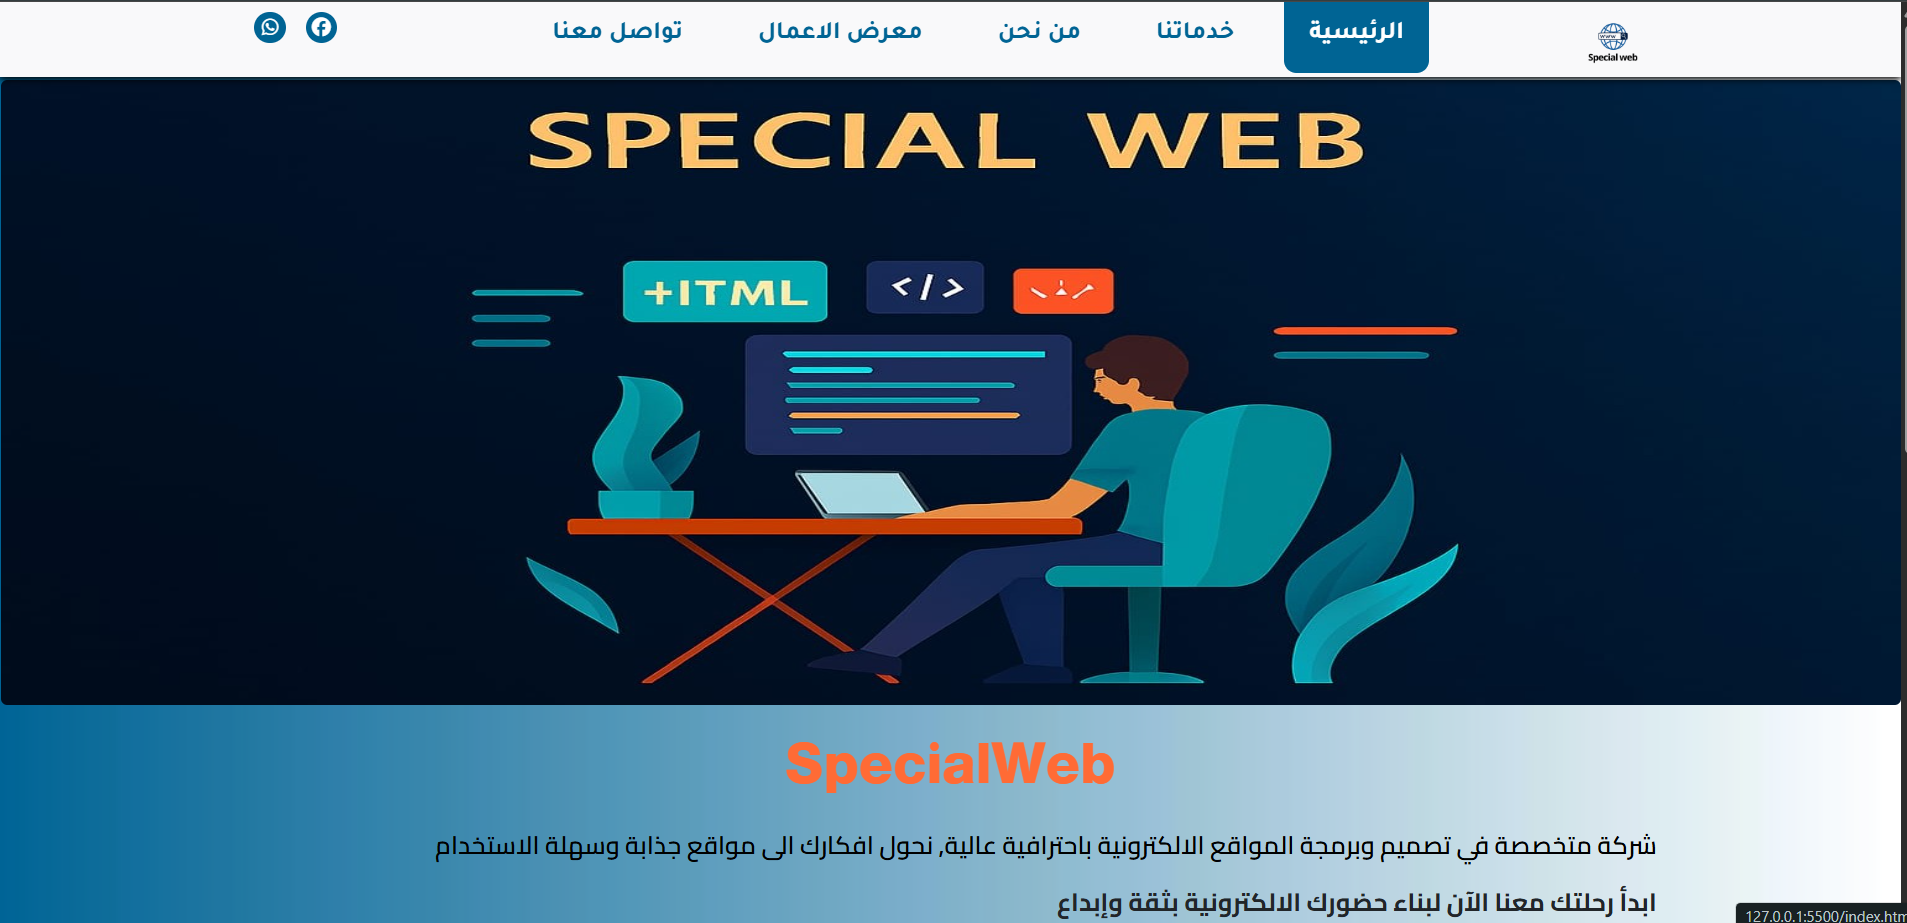 www
Special web
الرئيسية
خدماتنا
من نحن
معرض الاعمال
تواصل معنا
SPECIAL WEB
+ITML
</>
SpecialWeb
شركة متخصصة في تصميم وبرمجة المواقع الالكترونية باحترافية عالية, نحول افكارك الى مواقع جذابة وسهلة الاستخدام
ابدأ رحلتك معنا الآن لبناء حضورك الالكترونية بثقة وإبداع
127.0.0.1:5500/index.htm